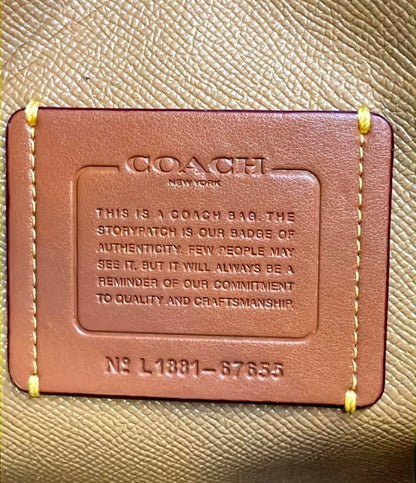 COACH
NEW YORK
THIS IS A COACH BAG. THE
STORYPATCH IS OUR BADGE OF
AUTHENTICITY. FEW PEOPLE MAY
SEE IT, BUT IT WILL ALWAYS BE A
REMINDER OF OUR COMMITMENT
TO QUALITY AND CRAFTSMANSHIP.
Nº L1881-67655